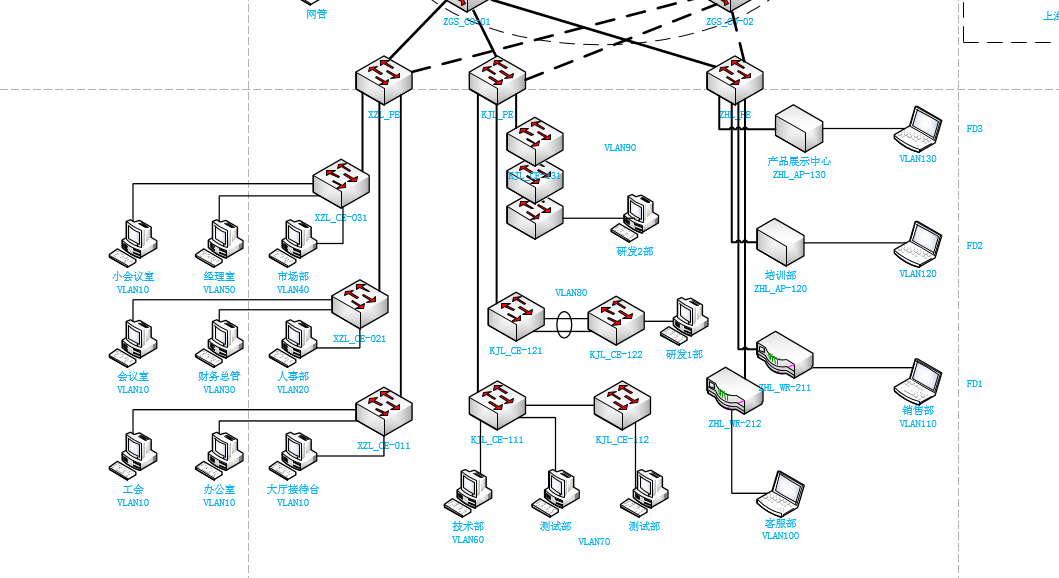 网管
ZGS_CO-01
ZGS_CO-02
上海
XZL_PE
KJL_PE
ZHL_PE
FD3
VLAN90
产品展示中心
ZHL_AP-130
VLAN130
KJL_CE-131
XZL_CE-031
研发2部
小会议室
VLAN10
经理室
VLAN50
市场部
VLAN40
FD2
培训部
ZHL_AP-120
VLAN120
VLAN80
XZL_CE-021
KJL_CE-121
KJL_CE-122
研发1部
会议室
VLAN10
财务总管
VLAN30
人事部
VLAN20
FD1
ZHL_WR-211
ZHL_WR-212
销售部
VLAN110
XZL_CE-011
KJL_CE-111
KJL_CE-112
工会
VLAN10
办公室
VLAN10
大厅接待台
VLAN10
技术部
VLAN60
测试部
测试部
VLAN70
客服部
VLAN100